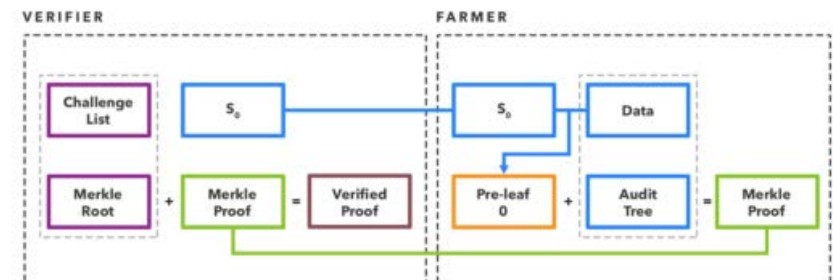 VERIFIER
FARMER
Challenge
List
S₀
S₀
Data
Merkle
Root
+
Merkle
Proof
=
Verified
Proof
Pre-leaf
0
+
Audit
Tree
=
Merkle
Proof